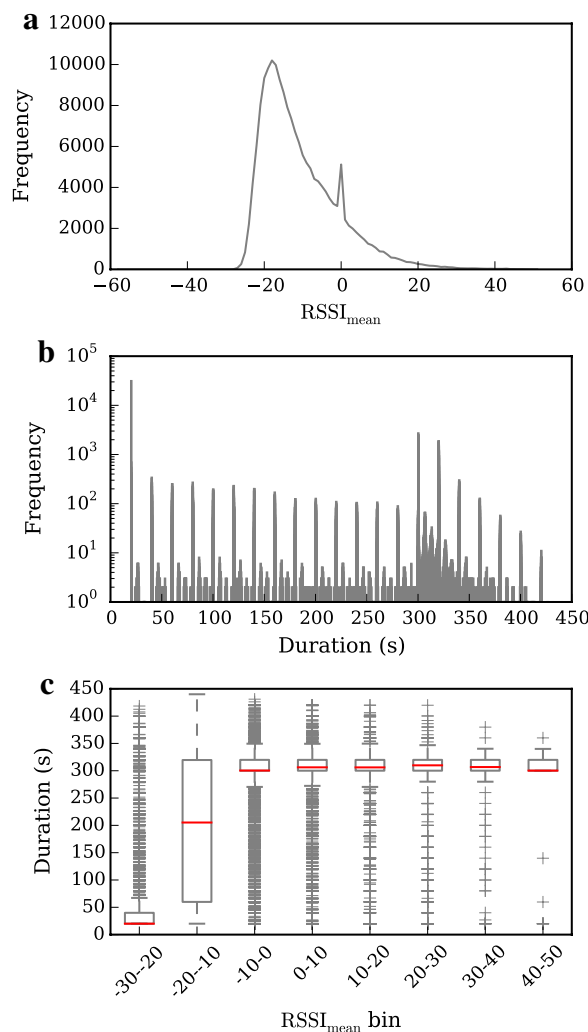 a
12000
10000
8000
6000
4000
2000
0
Frequency
−60 −40 −20 0 20 40 60
RSSI_mean
b
10^5
10^4
10^3
10^2
10^1
10^0
Frequency
0 50 100 150 200 250 300 350 400 450
Duration (s)
c
450
400
350
300
250
200
150
100
50
0
Duration (s)
-30--20 -20--10 -10-0 0-10 10-20 20-30 30-40 40-50
RSSI_mean bin